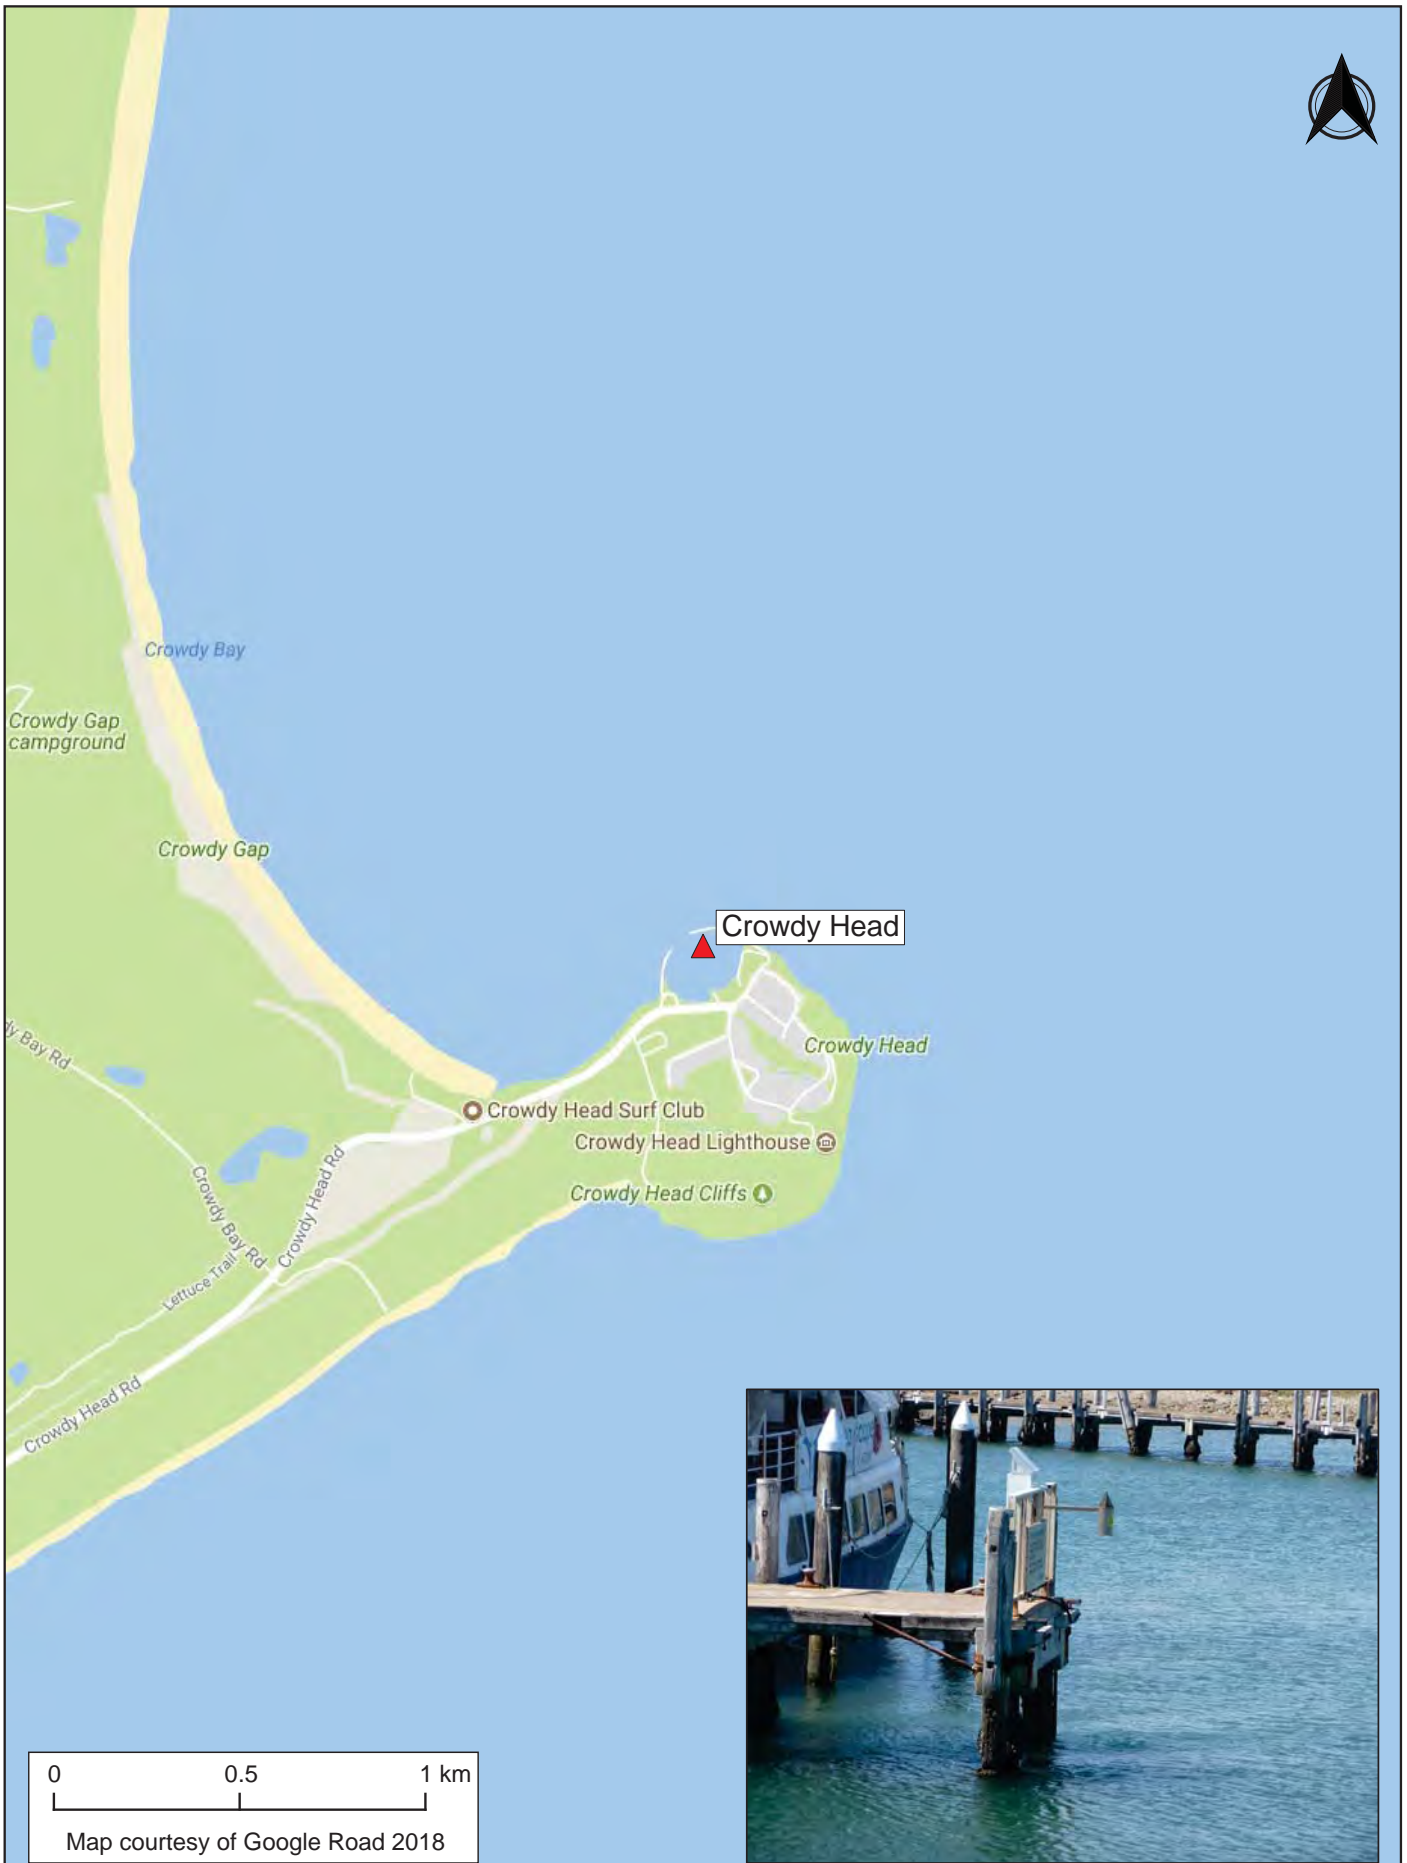 Crowdy Bay
Crowdy Gap
campground
Crowdy Gap
Crowdy Head
Crowdy Head
dy Bay Rd
Crowdy Head Surf Club
Crowdy Head Lighthouse
Crowdy Head Cliffs
Crowdy Head Rd
Crowdy Bay Rd
Lettuce Trail
Crowdy Head Rd
0 0.5 1 km
Map courtesy of Google Road 2018